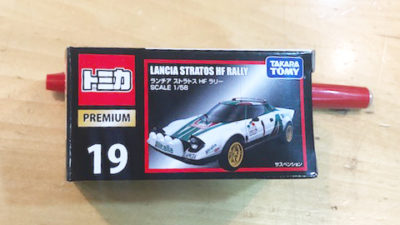 トミカ
PREMIUM
19
LANCIA STRATOS HF RALLY
ランチア ストラトス HF ラリー
SCALE 1/56
TAKARA
TOMY
サスペンション